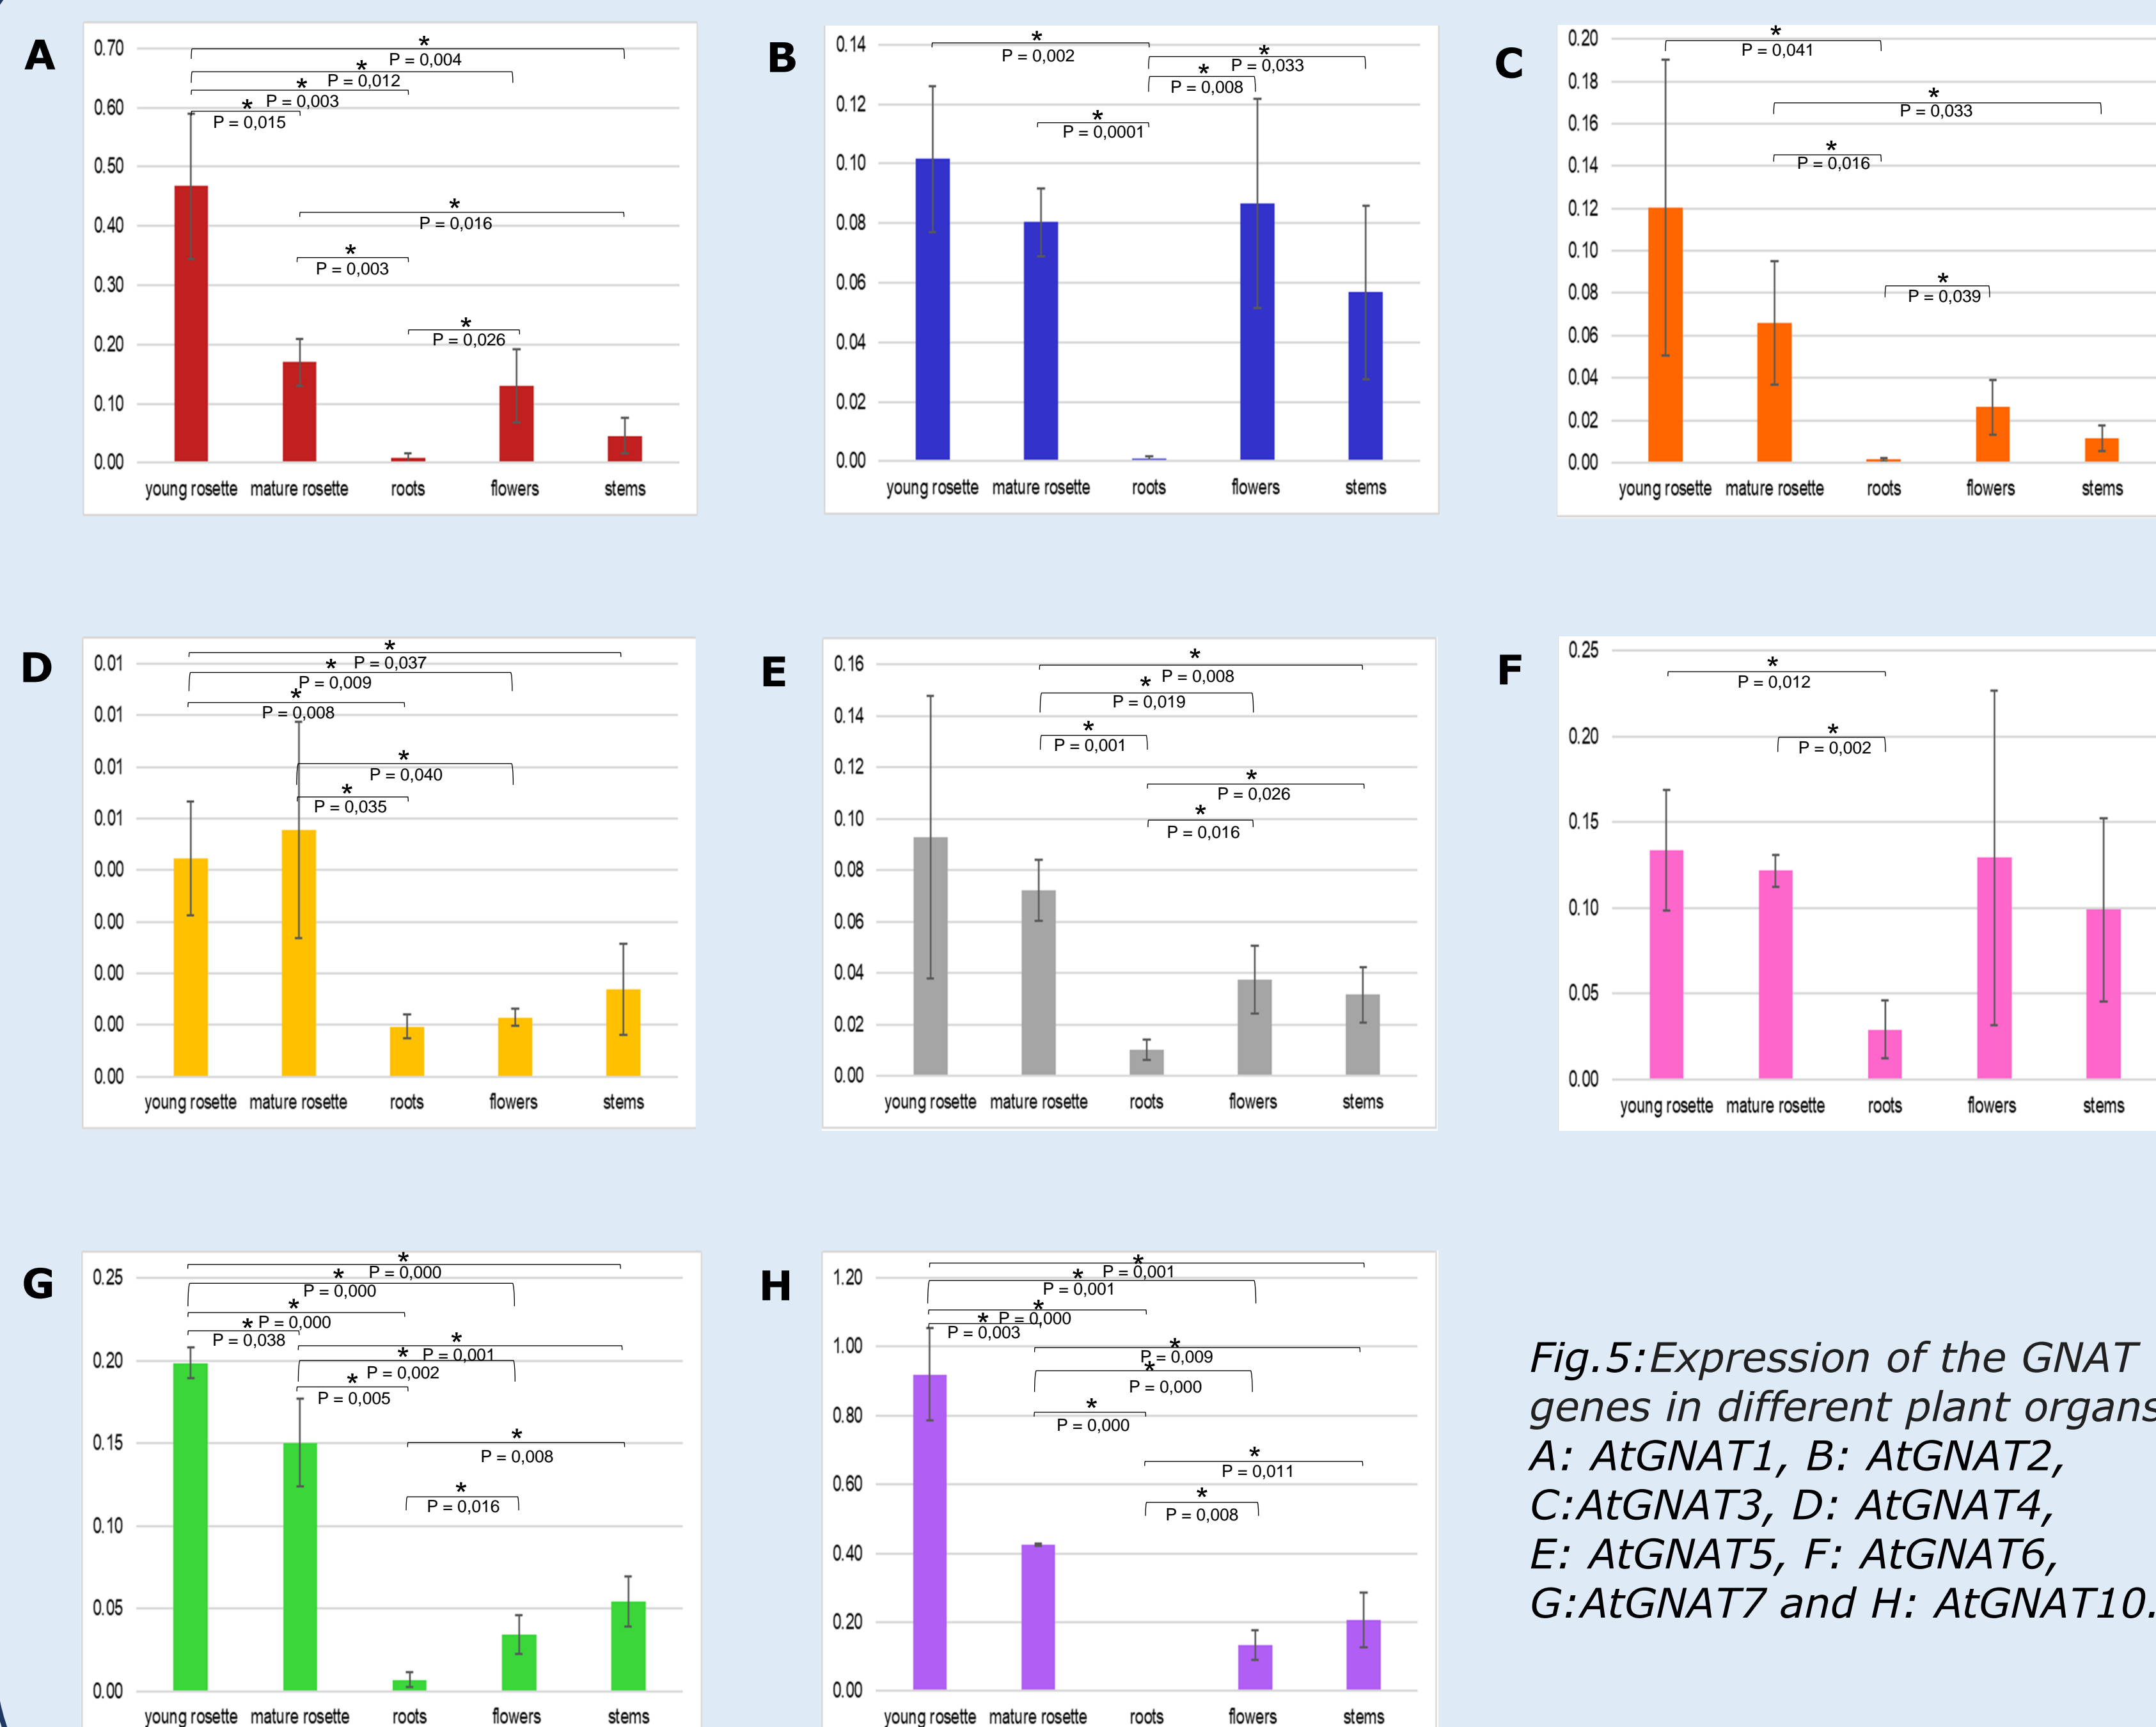 A
0.70
0.60
0.50
0.40
0.30
0.20
0.10
0.00
*
P = 0,004
*
P = 0,012
*
P = 0,003
*
P = 0,015
*
P = 0,016
*
P = 0,003
*
P = 0,026
young rosette mature rosette roots flowers stems
B
0.14
0.12
0.10
0.08
0.06
0.04
0.02
0.00
*
P = 0,002
*
P = 0,033
*
P = 0,008
*
P = 0,0001
young rosette mature rosette roots flowers stems
C
0.20
0.18
0.16
0.14
0.12
0.10
0.08
0.06
0.04
0.02
0.00
*
P = 0,041
*
P = 0,033
*
P = 0,016
*
P = 0,039
young rosette mature rosette roots flowers stems
D
0.01
0.01
0.01
0.01
0.00
0.00
0.00
0.00
0.00
*
P = 0,037
*
P = 0,009
*
P = 0,008
*
P = 0,040
*
P = 0,035
young rosette mature rosette roots flowers stems
E
0.16
0.14
0.12
0.10
0.08
0.06
0.04
0.02
0.00
*
P = 0,008
*
P = 0,019
*
P = 0,001
*
P = 0,026
*
P = 0,016
young rosette mature rosette roots flowers stems
F
0.25
0.20
0.15
0.10
0.05
0.00
*
P = 0,012
*
P = 0,002
young rosette mature rosette roots flowers stems
G
0.25
0.20
0.15
0.10
0.05
0.00
*
P = 0,000
*
P = 0,000
*
P = 0,000
*
P = 0,038
*
P = 0,001
*
P = 0,002
*
P = 0,005
*
P = 0,008
*
P = 0,016
young rosette mature rosette roots flowers stems
H
1.20
1.00
0.80
0.60
0.40
0.20
0.00
*
P = 0,001
*
P = 0,001
*
P = 0,000
*
P = 0,003
*
P = 0,009
*
P = 0,000
*
P = 0,000
*
P = 0,011
*
P = 0,008
young rosette mature rosette roots flowers stems
Fig.5:Expression of the GNAT
genes in different plant organs
A: AtGNAT1, B: AtGNAT2,
C:AtGNAT3, D: AtGNAT4,
E: AtGNAT5, F: AtGNAT6,
G:AtGNAT7 and H: AtGNAT10.